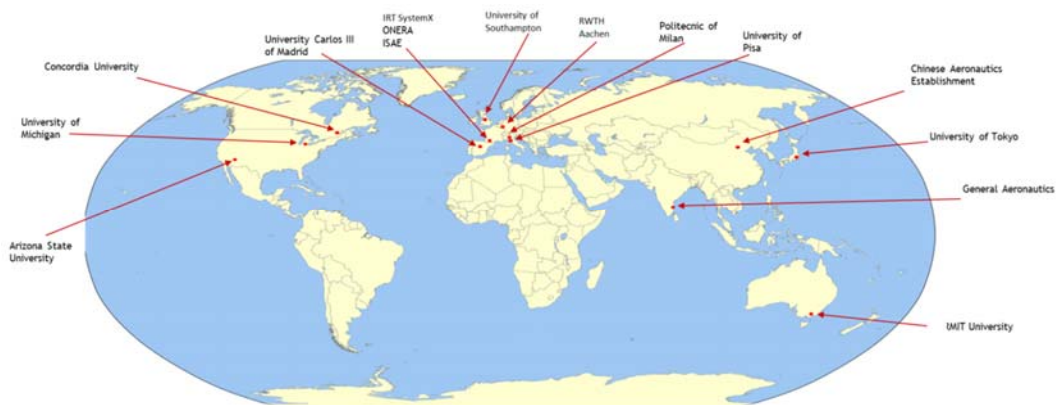 IRT SystemX
ONERA
ISAE
University of
Southampton
RWTH
Aachen
Politecnic of
Milan
University of
Pisa
University Carlos III
of Madrid
Concordia University
Chinese Aeronautics
Establishment
University of
Michigan
University of Tokyo
General Aeronautics
Arizona State
University
IMIT University